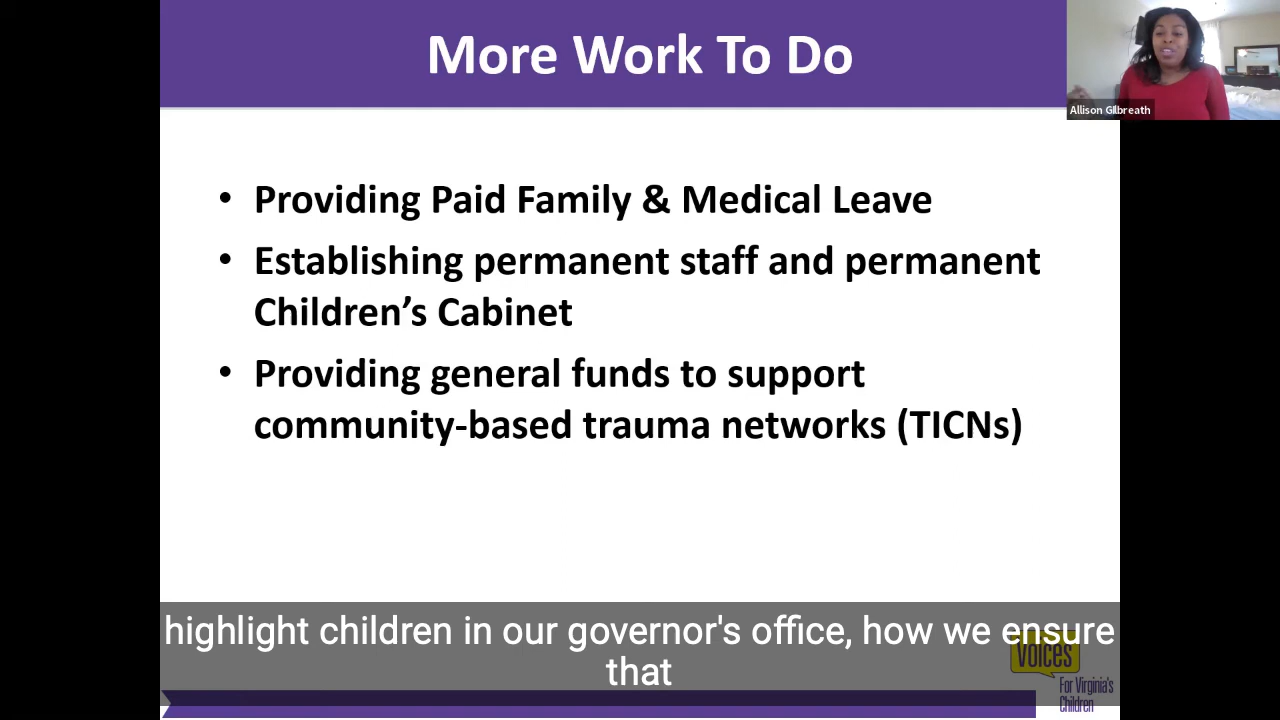 More Work To Do
Allison Gilbreath
• Providing Paid Family & Medical Leave
• Establishing permanent staff and permanent
Children’s Cabinet
• Providing general funds to support
community-based trauma networks (TICNs)
highlight children in our governor's office, how we ensure
that
Voices
For Virginia's
Children